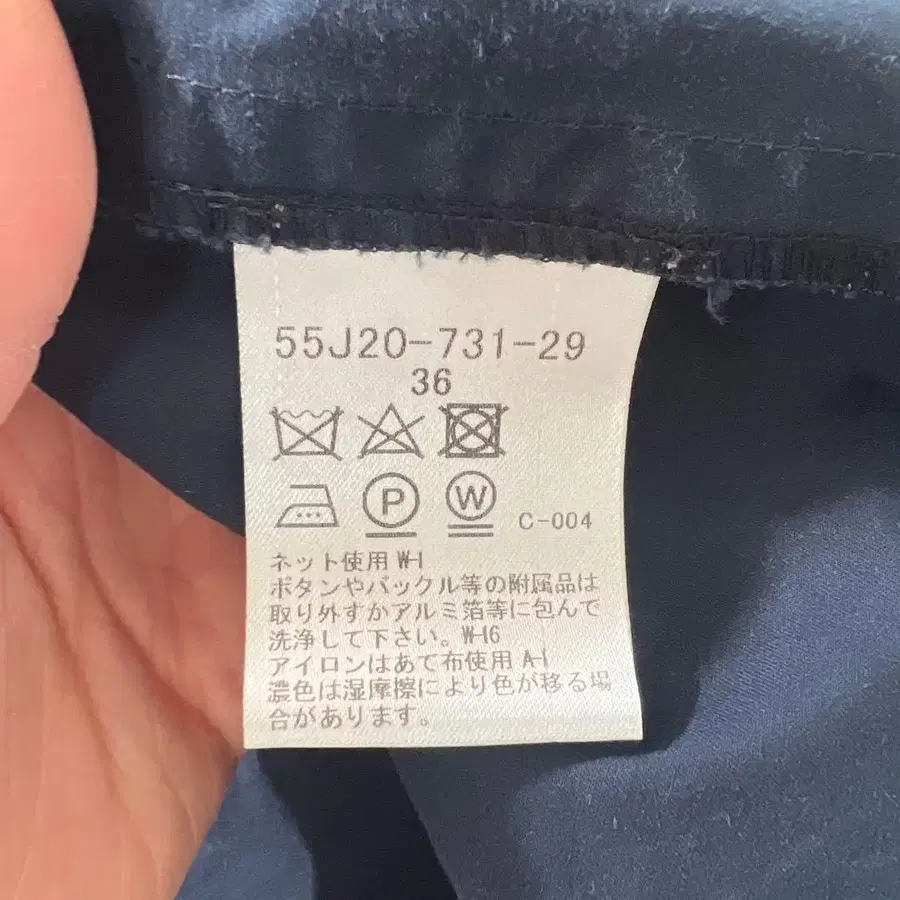 55J20-731-29
36
P W C-004
ネット使用 W-1
ボタンやバックル等の附属品は
取り外すかアルミ箔等に包んで
洗浄して下さい。W-16
アイロンはあて布使用 A-1
濃色は湿摩擦により色が移る場
合があります。